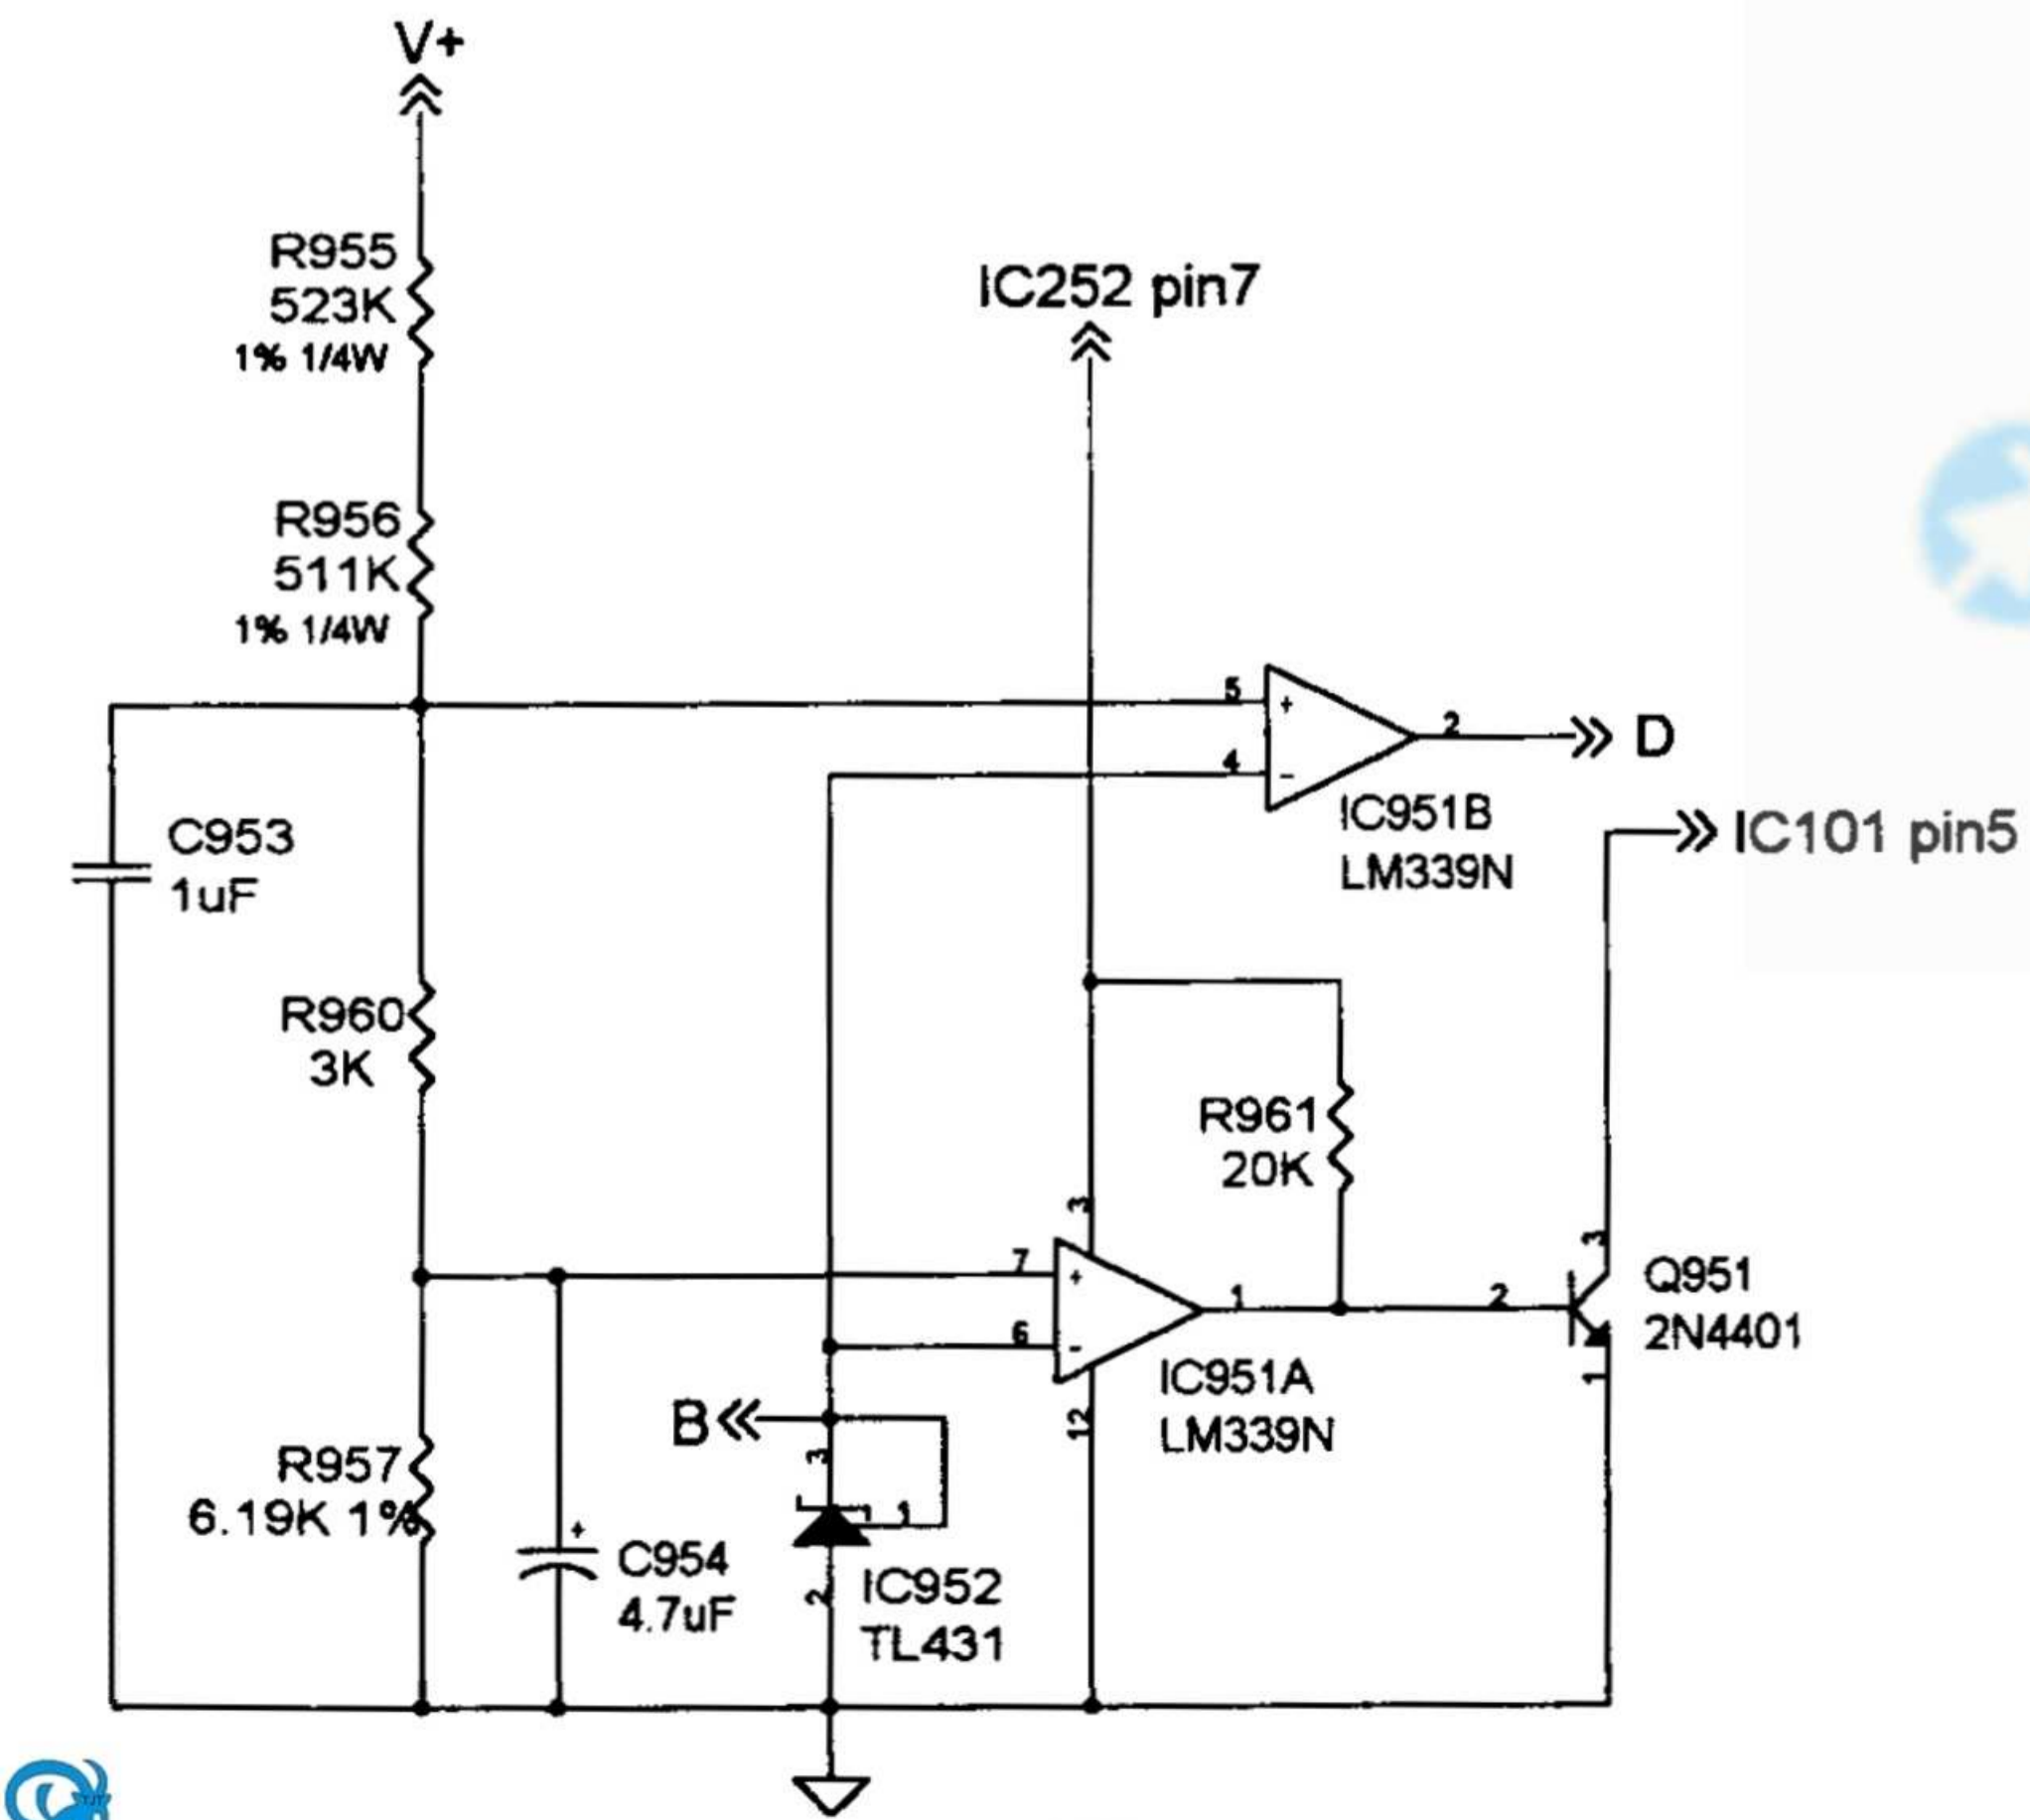 V+
R955
523K
1% 1/4W
IC252 pin7
R956
511K
1% 1/4W
5
+
4
-
2
D
IC951B
LM339N
IC101 pin5
C953
1uF
R960
3K
R961
20K
3
7
+
6
-
1
2
3
Q951
2N4401
1
IC951A
LM339N
12
B
3
1
2
R957
6.19K 1%
+
C954
4.7uF
IC952
TL431